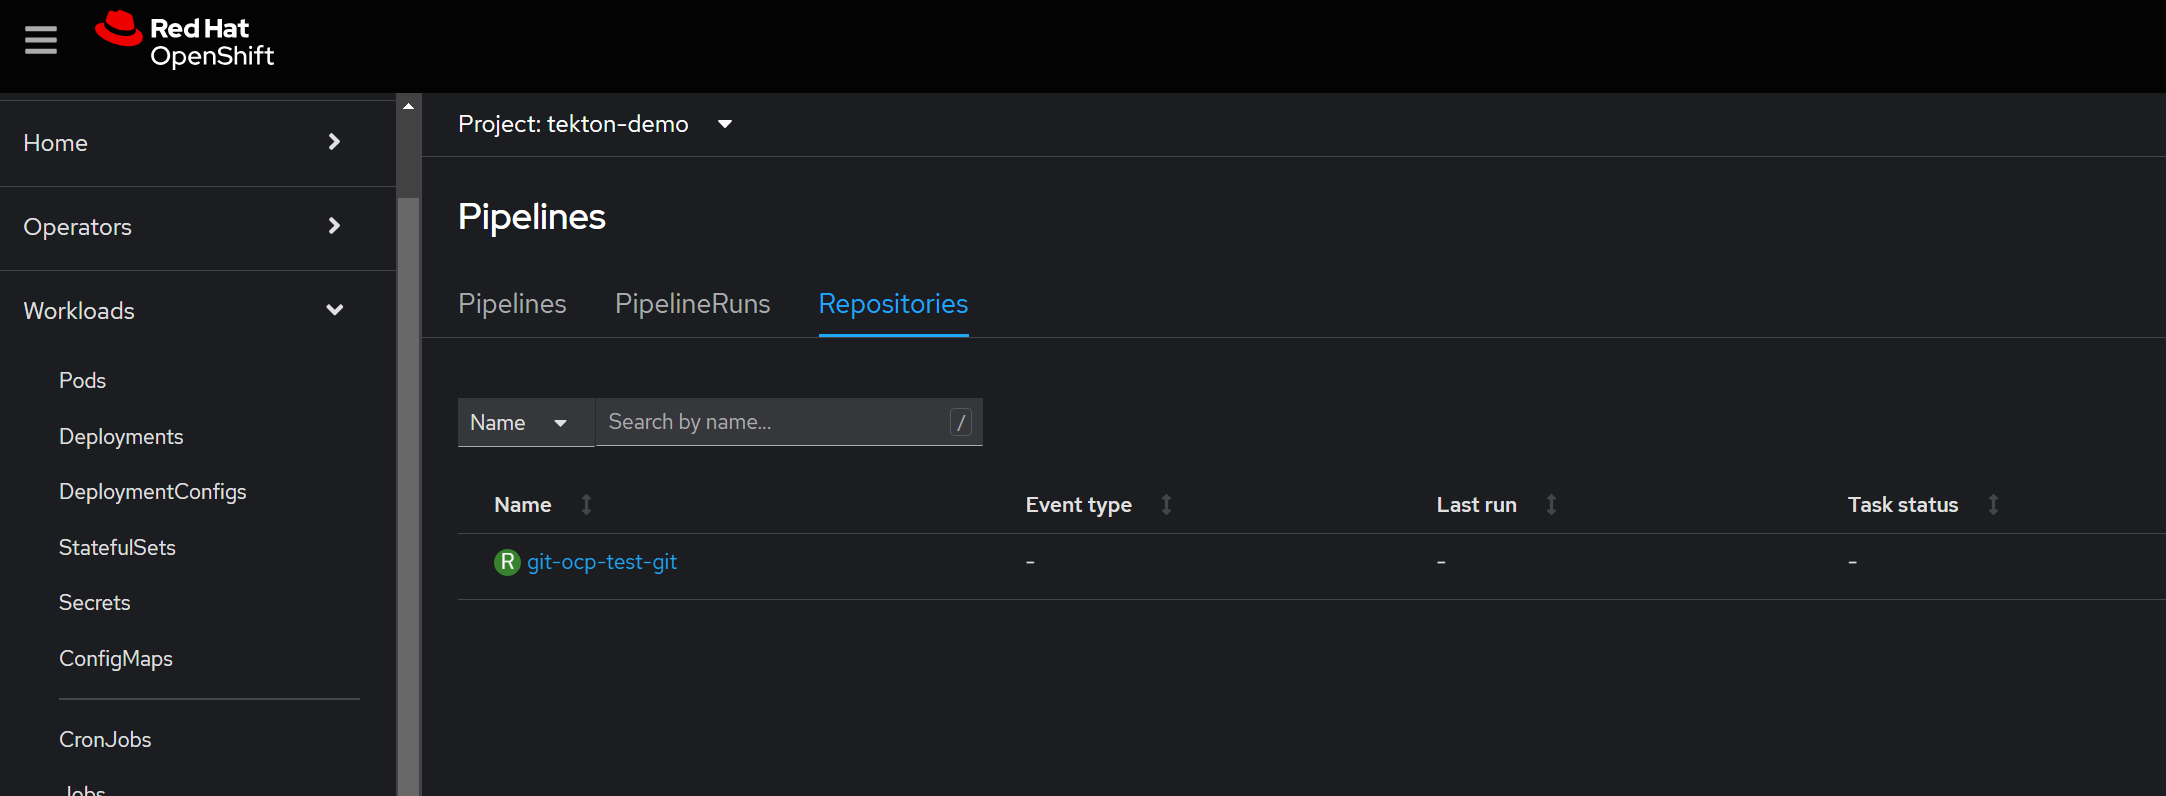 Red Hat
OpenShift
Home
Operators
Workloads
Pods
Deployments
DeploymentConfigs
StatefulSets
Secrets
ConfigMaps
CronJobs
Jobs
Project: tekton-demo
Pipelines
Pipelines PipelineRuns Repositories
Name Search by name... /
Name Event type Last run Task status
R git-ocp-test-git - - -